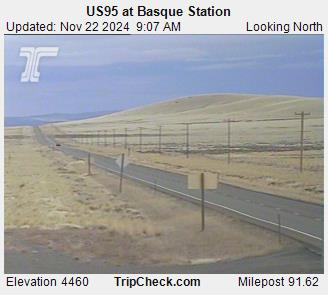 US95 at Basque Station
Updated: Nov 22 2024 9:07 AM Looking North
Elevation 4460 TripCheck.com Milepost 91.62